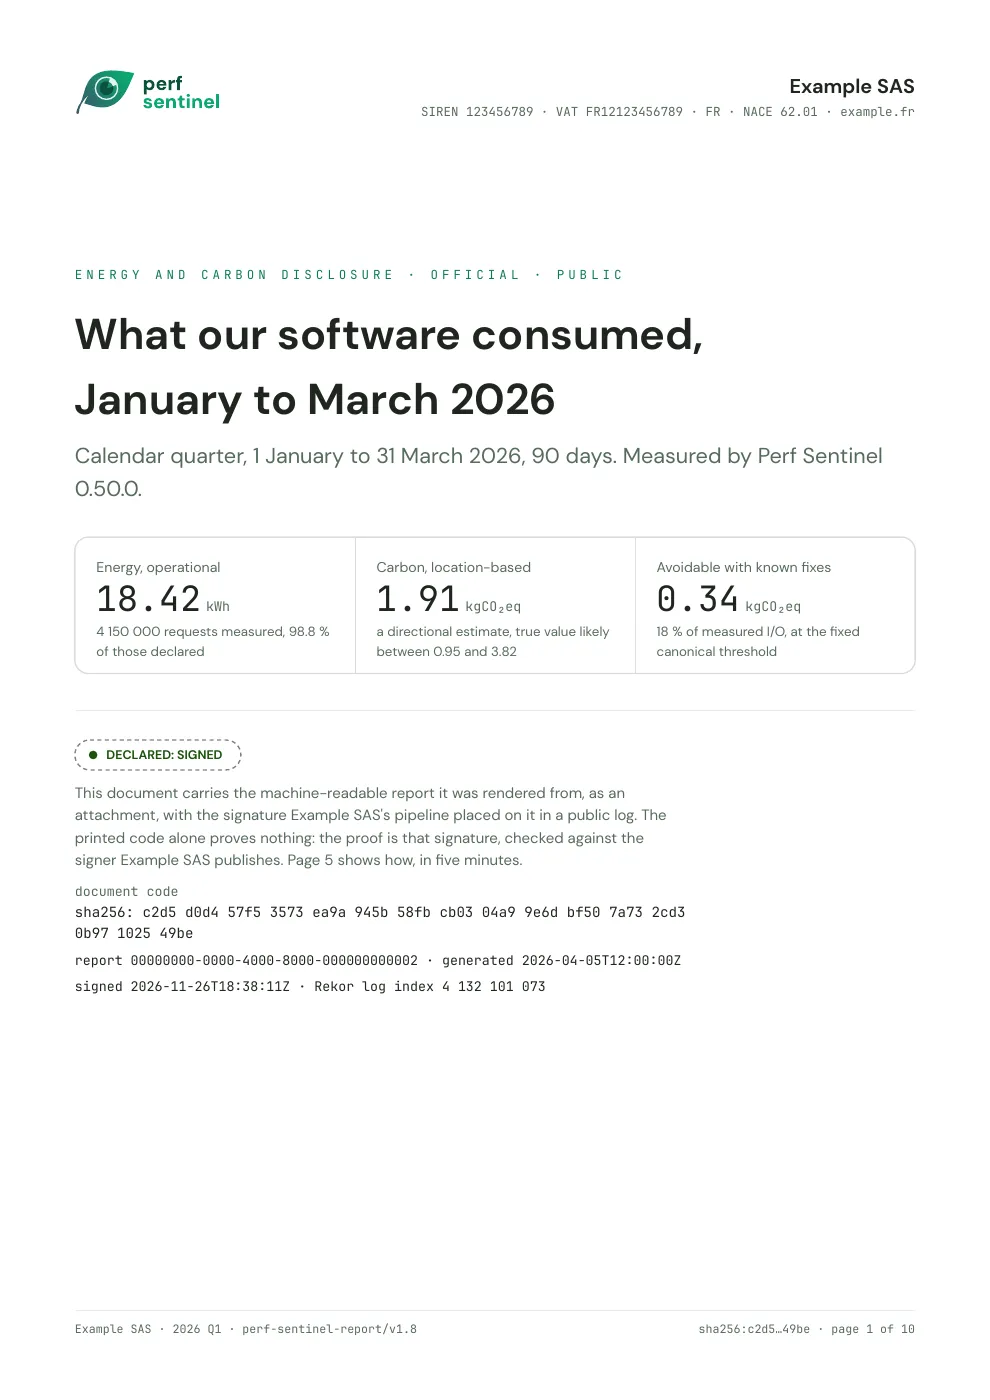 perf
sentinel
Example SAS
SIREN 123456789 · VAT FR12123456789 · FR · NACE 62.01 · example.fr
ENERGY AND CARBON DISCLOSURE · OFFICIAL · PUBLIC
What our software consumed,
January to March 2026
Calendar quarter, 1 January to 31 March 2026, 90 days. Measured by Perf Sentinel
0.50.0.
Energy, operational
18.42 kWh
4 150 000 requests measured, 98.8 %
of those declared
Carbon, location-based
1.91 kgCO₂eq
a directional estimate, true value likely
between 0.95 and 3.82
Avoidable with known fixes
0.34 kgCO₂eq
18 % of measured I/O, at the fixed
canonical threshold
DECLARED: SIGNED
This document carries the machine-readable report it was rendered from, as an
attachment, with the signature Example SAS's pipeline placed on it in a public log. The
printed code alone proves nothing: the proof is that signature, checked against the
signer Example SAS publishes. Page 5 shows how, in five minutes.
document code
sha256: c2d5 d0d4 57f5 3573 ea9a 945b 58fb cb03 04a9 9e6d bf50 7a73 2cd3
0b97 1025 49be
report 00000000-0000-4000-8000-000000000002 · generated 2026-04-05T12:00:00Z
signed 2026-11-26T18:38:11Z · Rekor log index 4 132 101 073
Example SAS · 2026 Q1 · perf-sentinel-report/v1.8
sha256:c2d5…49be · page 1 of 10